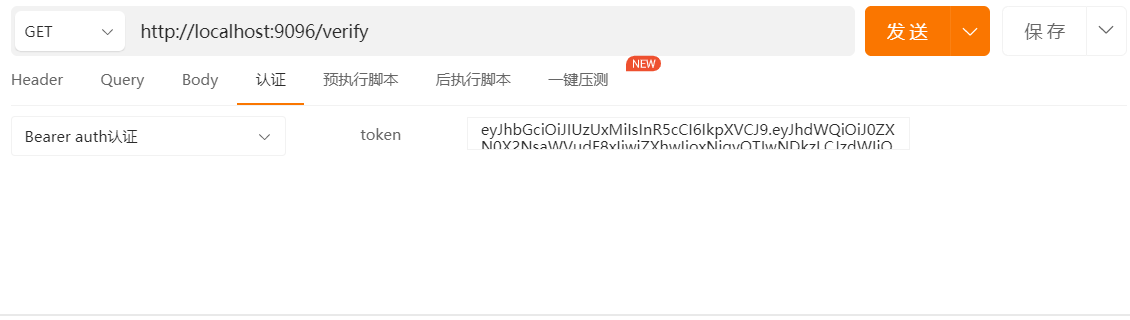 GET
http://localhost:9096/verify
发送
保存
Header
Query
Body
认证
预执行脚本
后执行脚本
一键压测
NEW
Bearer auth认证
token
eyJhbGciOiJIUzUxMiIsInR5cCI6IkpXVCJ9.eyJhdWQiOiJ0ZX